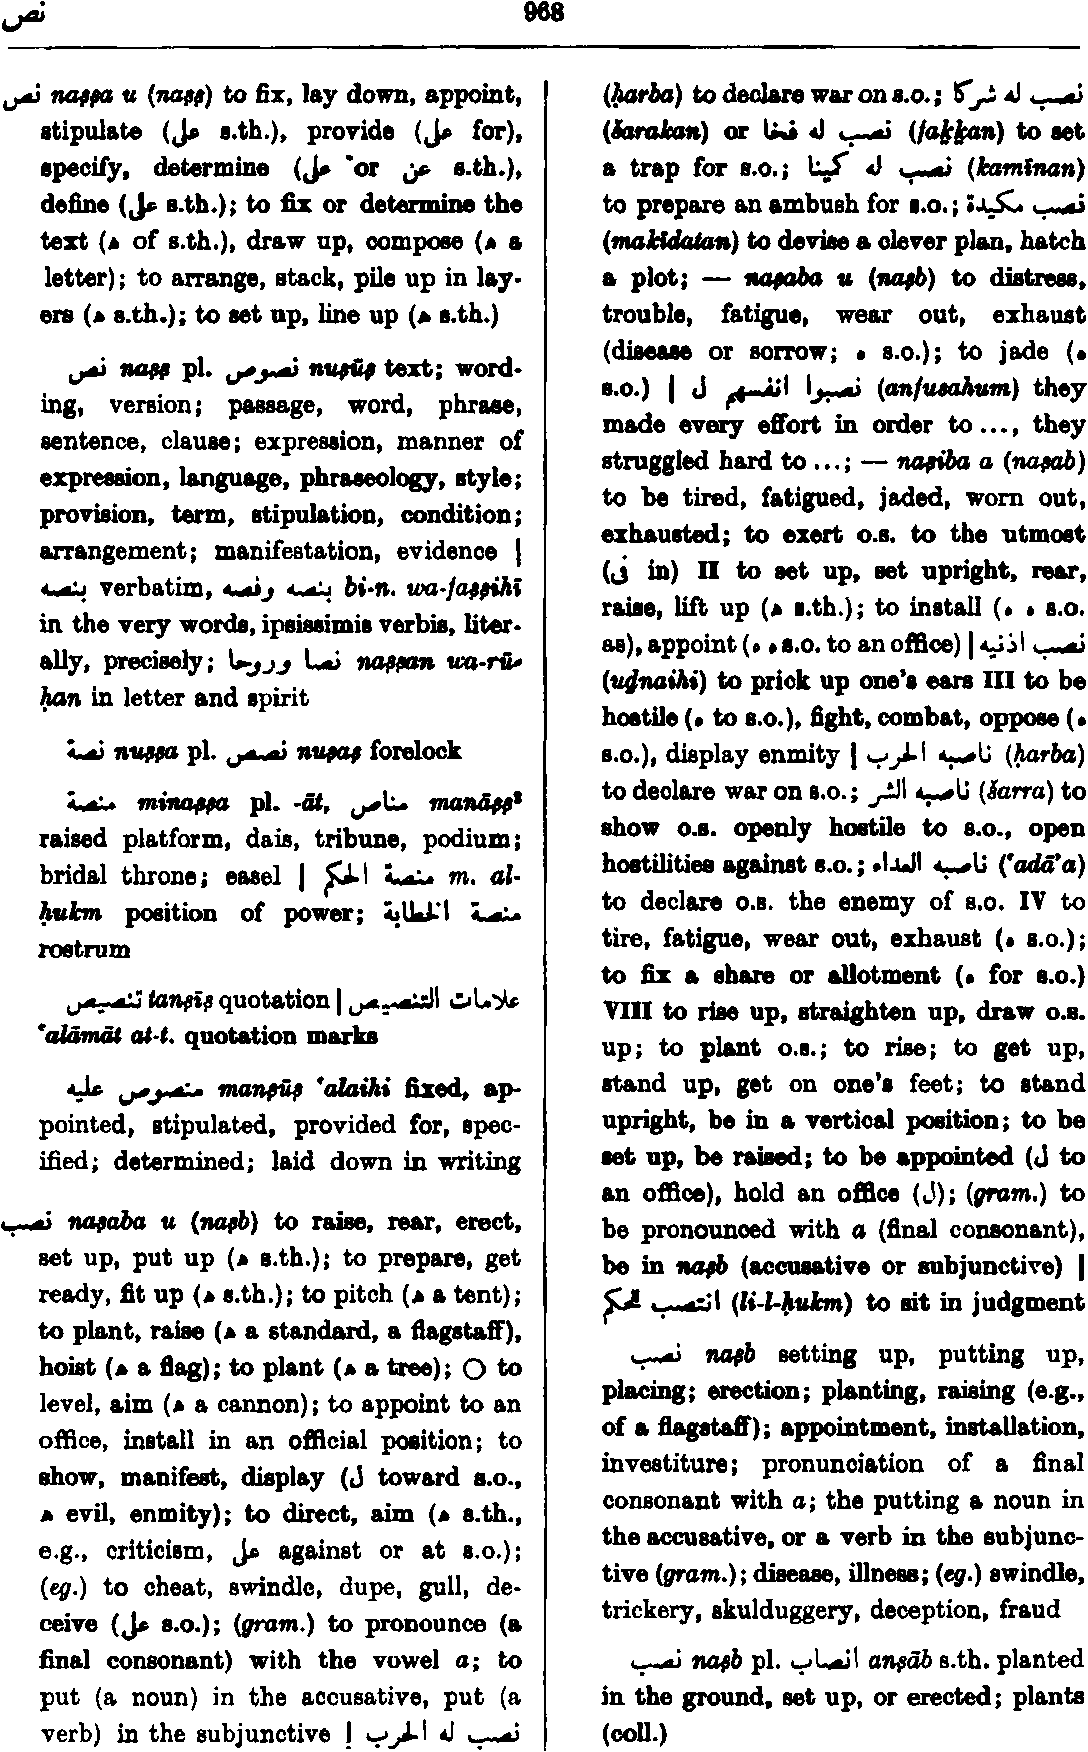 نص
968
نص naṣṣa u (naṣṣ) to fix, lay down, appoint,
stipulate (على s.th.), provide (على for),
specify, determine (على or عن s.th.),
define (على s.th.); to fix or determine the
text (ه of s.th.), draw up, compose (ه a
letter); to arrange, stack, pile up in lay-
ers (ه s.th.); to set up, line up (ه s.th.)
نص naṣṣ pl. نصوص nuṣūṣ text; word-
ing, version; passage, word, phrase,
sentence, clause; expression, manner of
expression, language, phraseology, style;
provision, term, stipulation, condition;
arrangement; manifestation, evidence |
بنصه verbatim, بنصه وفصه bi-n. wa-faṣṣihī
in the very words, ipsissimis verbis, liter-
ally, precisely; نصا وروحا naṣṣan wa-rū-
ḥan in letter and spirit
نصة nuṣṣa pl. نصص nuṣaṣ forelock
منصة minaṣṣa pl. -āt, مناص manāṣṣ²
raised platform, dais, tribune, podium;
bridal throne; easel | منصة الحكم m. al-
ḥukm position of power; منصة الخطابة
rostrum
تنصيص tanṣīṣ quotation | علامات التنصيص
ʿalāmāt at-t. quotation marks
منصوص عليه manṣūṣ ʿalaihi fixed, ap-
pointed, stipulated, provided for, spec-
ified; determined; laid down in writing
نصب naṣaba u (naṣb) to raise, rear, erect,
set up, put up (ه s.th.); to prepare, get
ready, fit up (ه s.th.); to pitch (ه a tent);
to plant, raise (ه a standard, a flagstaff),
hoist (ه a flag); to plant (ه a tree); ○ to
level, aim (ه a cannon); to appoint to an
office, install in an official position; to
show, manifest, display (ل toward s.o.,
ه evil, enmity); to direct, aim (ه s.th.,
e.g., criticism, على against or at s.o.);
(eg.) to cheat, swindle, dupe, gull, de-
ceive (على s.o.); (gram.) to pronounce (a
final consonant) with the vowel a; to
put (a noun) in the accusative, put (a
verb) in the subjunctive | نصب له الحرب
(ḥarba) to declare war on s.o.; نصب له شركا
(šarakan) or نصب له فخا (fakkan) to set
a trap for s.o.; نصب له كمينا (kamīnan)
to prepare an ambush for s.o.; نصب مكيدة
(makīdatan) to devise a clever plan, hatch
a plot; — naṣaba u (naṣb) to distress,
trouble, fatigue, wear out, exhaust
(disease or sorrow; ه s.o.); to jade (ه
s.o.) | نصبوا انفسهم ل (anfusahum) they
made every effort in order to ..., they
struggled hard to ...; — naṣiba a (naṣab)
to be tired, fatigued, jaded, worn out,
exhausted; to exert o.s. to the utmost
(فى in) II to set up, set upright, rear,
raise, lift up (ه s.th.); to install (ه ه s.o.
as), appoint (ه ه s.o. to an office) | نصب اذنيه
(uḏnaihi) to prick up one's ears III to be
hostile (ه to s.o.), fight, combat, oppose (ه
s.o.), display enmity | ناصبه الحرب (ḥarba)
to declare war on s.o.; ناصبه الشر (šarra) to
show o.s. openly hostile to s.o., open
hostilities against s.o.; ناصبه العداء (ʿadāʾa)
to declare o.s. the enemy of s.o. IV to
tire, fatigue, wear out, exhaust (ه s.o.);
to fix a share or allotment (ه for s.o.)
VIII to rise up, straighten up, draw o.s.
up; to plant o.s.; to rise; to get up,
stand up, get on one's feet; to stand
upright, be in a vertical position; to be
set up, be raised; to be appointed (ل to
an office), hold an office (ل); (gram.) to
be pronounced with a (final consonant),
be in naṣb (accusative or subjunctive) |
انتصب للحكم (li-l-ḥukm) to sit in judgment
نصب naṣb setting up, putting up,
placing; erection; planting, raising (e.g.,
of a flagstaff); appointment, installation,
investiture; pronunciation of a final
consonant with a; the putting a noun in
the accusative, or a verb in the subjunc-
tive (gram.); disease, illness; (eg.) swindle,
trickery, skulduggery, deception, fraud
نصب naṣb pl. انصاب anṣāb s.th. planted
in the ground, set up, or erected; plants
(coll.)